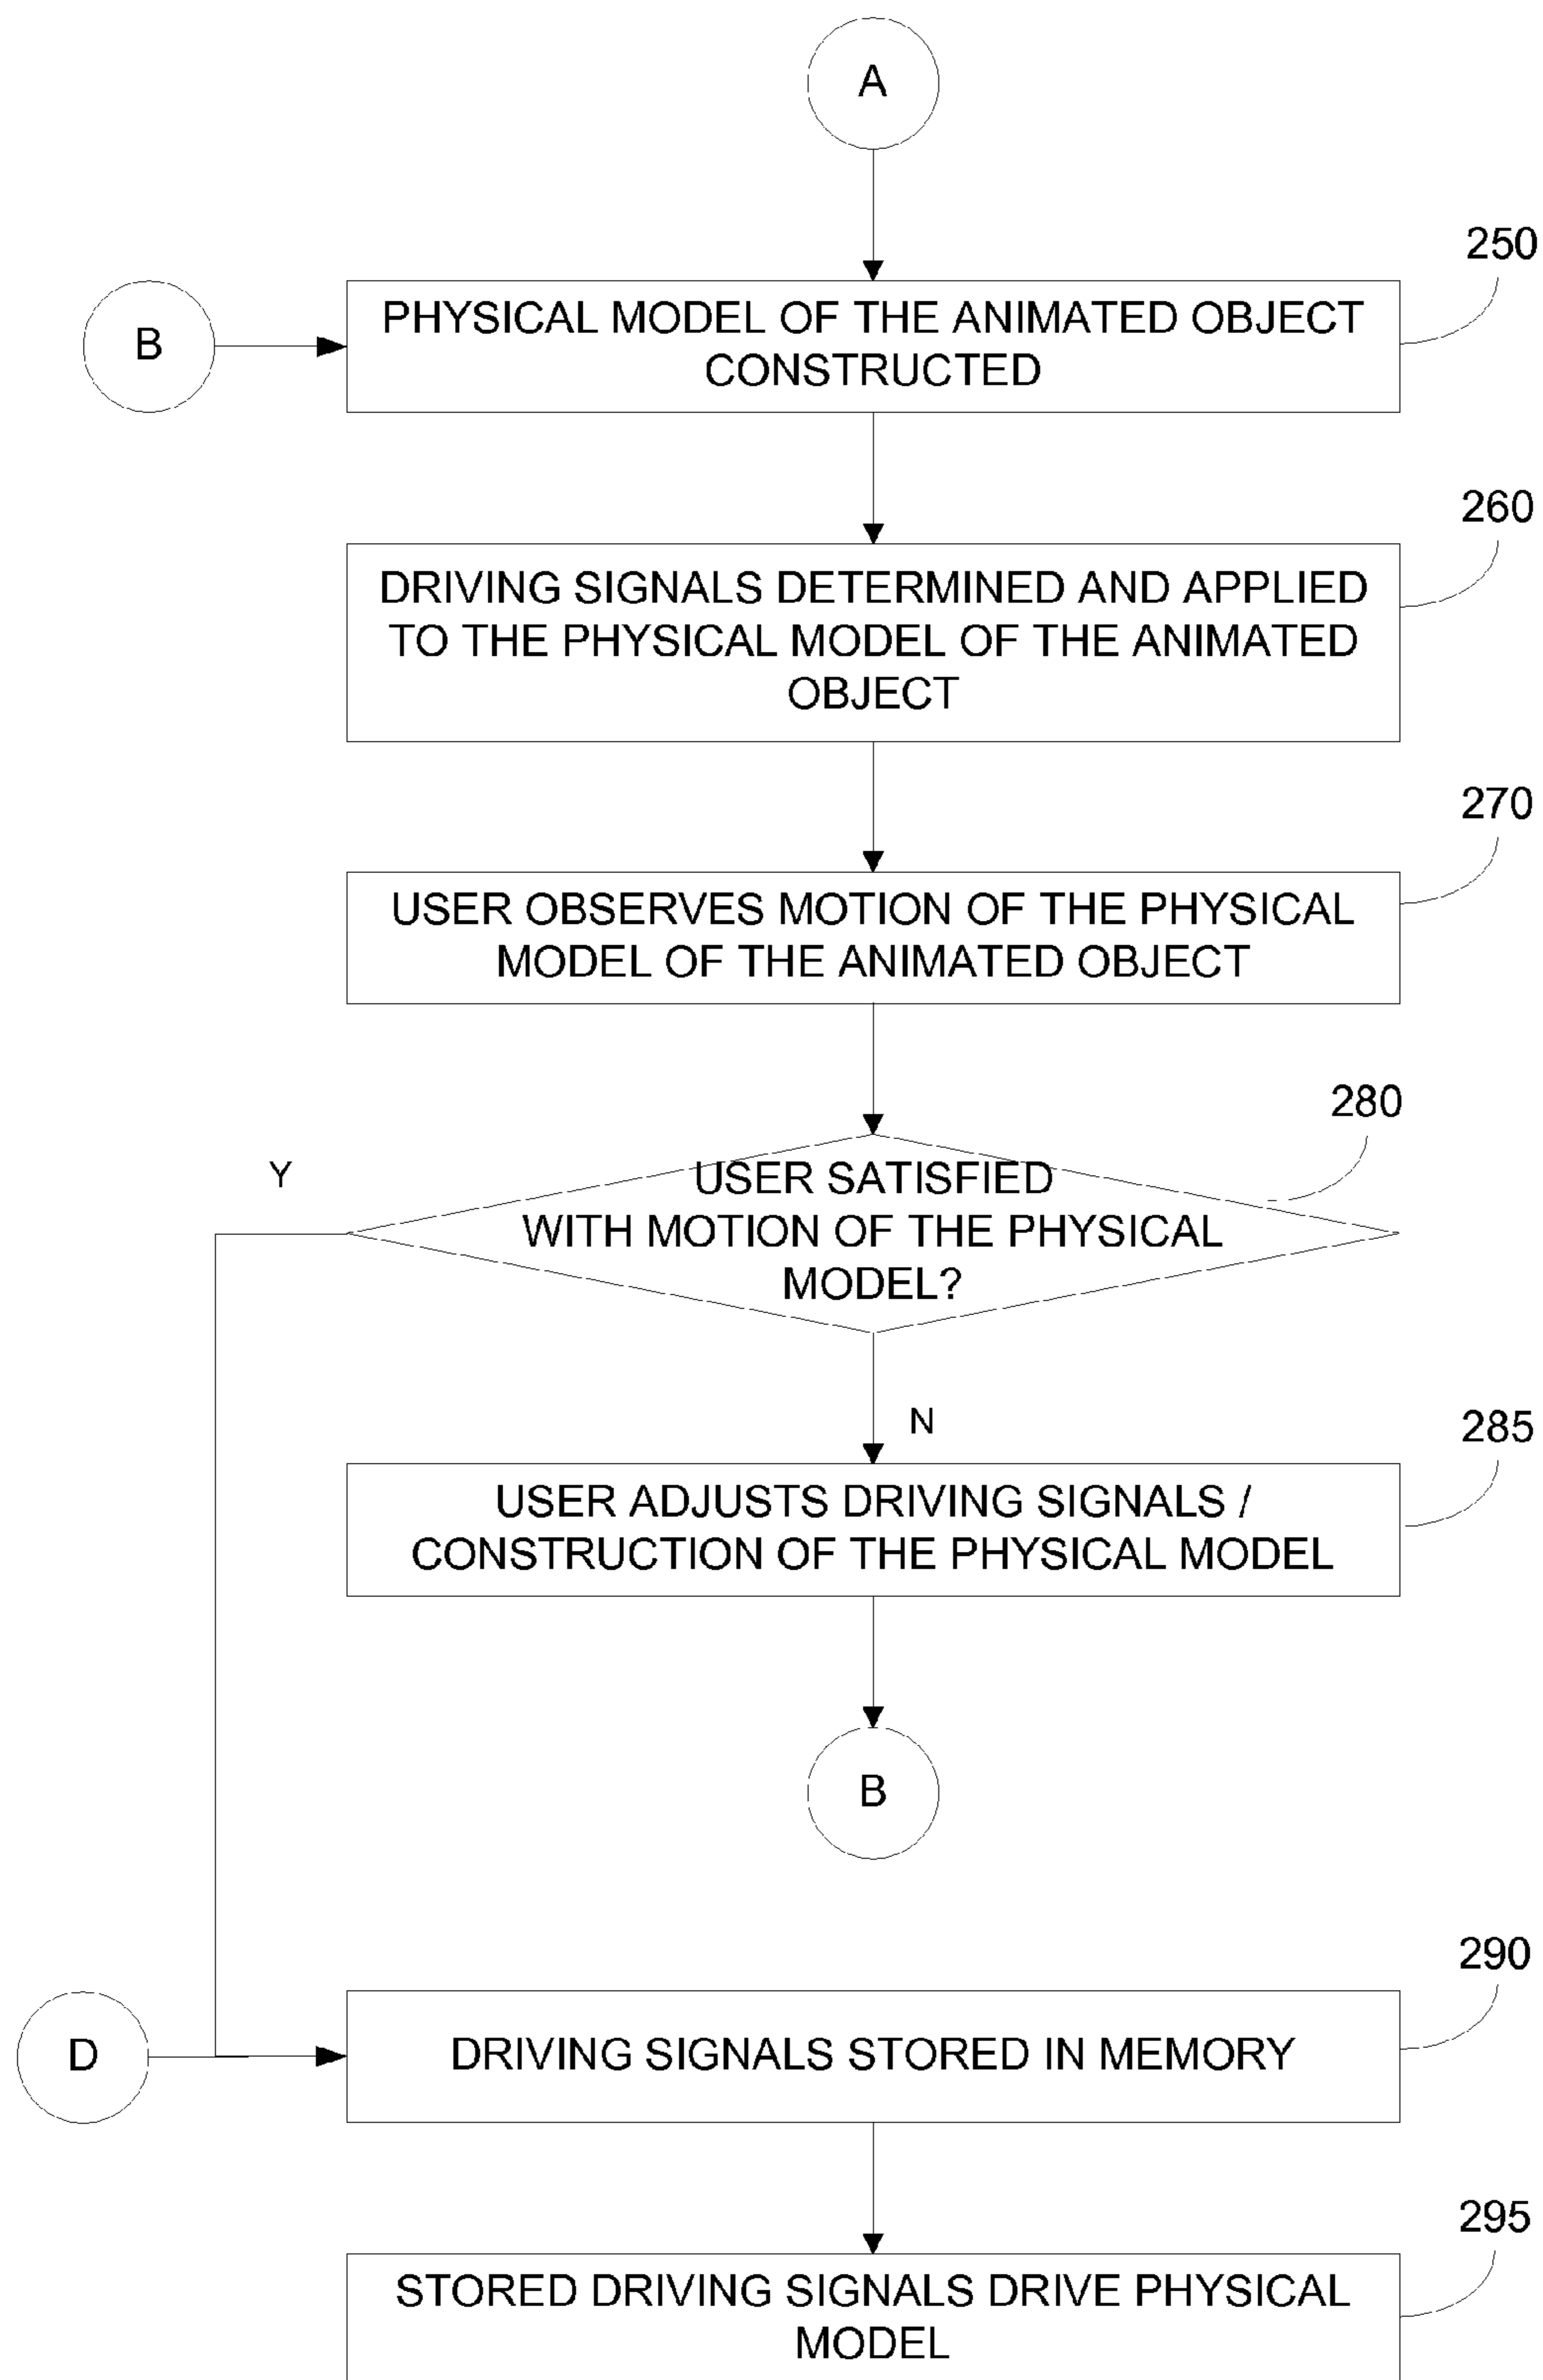 A
250
B
PHYSICAL MODEL OF THE ANIMATED OBJECT
CONSTRUCTED
260
DRIVING SIGNALS DETERMINED AND APPLIED
TO THE PHYSICAL MODEL OF THE ANIMATED
OBJECT
270
USER OBSERVES MOTION OF THE PHYSICAL
MODEL OF THE ANIMATED OBJECT
280
Y
USER SATISFIED
WITH MOTION OF THE PHYSICAL
MODEL?
N
285
USER ADJUSTS DRIVING SIGNALS /
CONSTRUCTION OF THE PHYSICAL MODEL
B
290
D
DRIVING SIGNALS STORED IN MEMORY
295
STORED DRIVING SIGNALS DRIVE PHYSICAL
MODEL